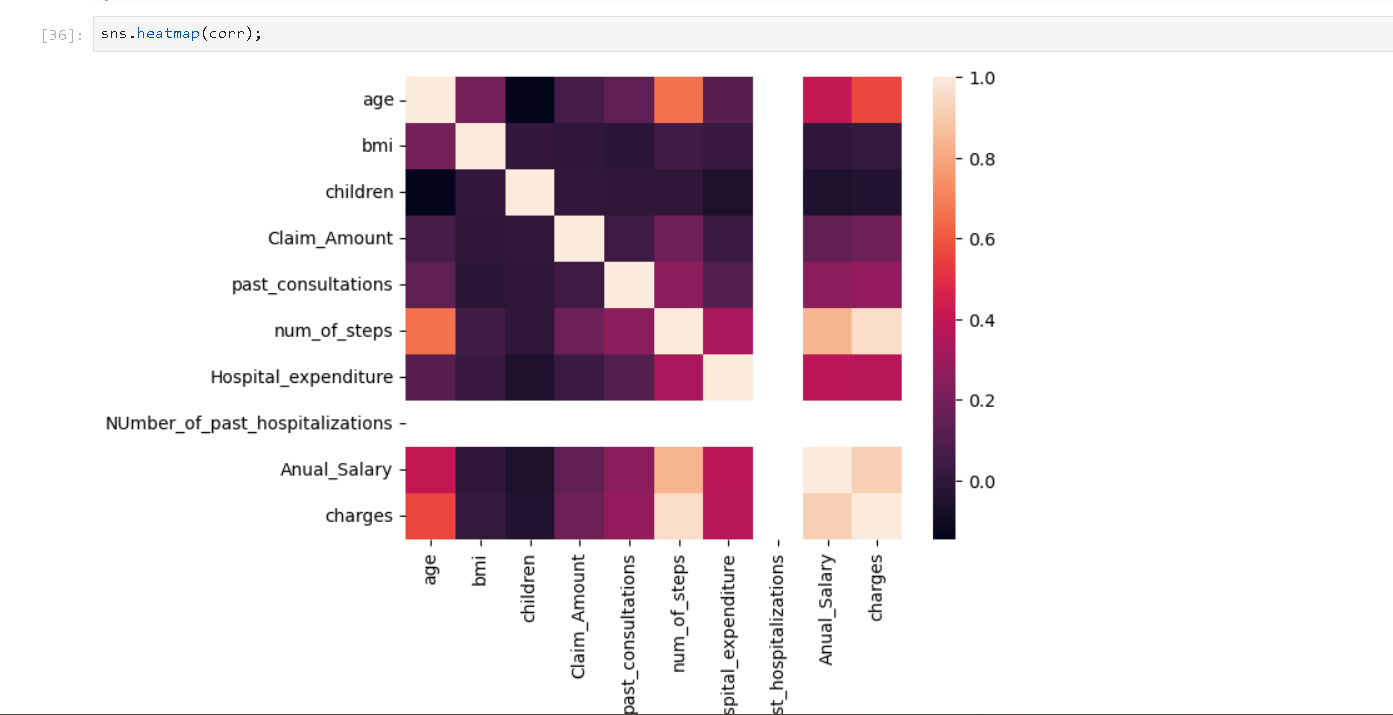 [36]: sns.heatmap(corr);
age
bmi
children
Claim_Amount
past_consultations
num_of_steps
Hospital_expenditure
NUmber_of_past_hospitalizations
Anual_Salary
charges
1.0
0.8
0.6
0.4
0.2
0.0
age
bmi
children
Claim_Amount
past_consultations
num_of_steps
spital_expenditure
st_hospitalizations
Anual_Salary
charges